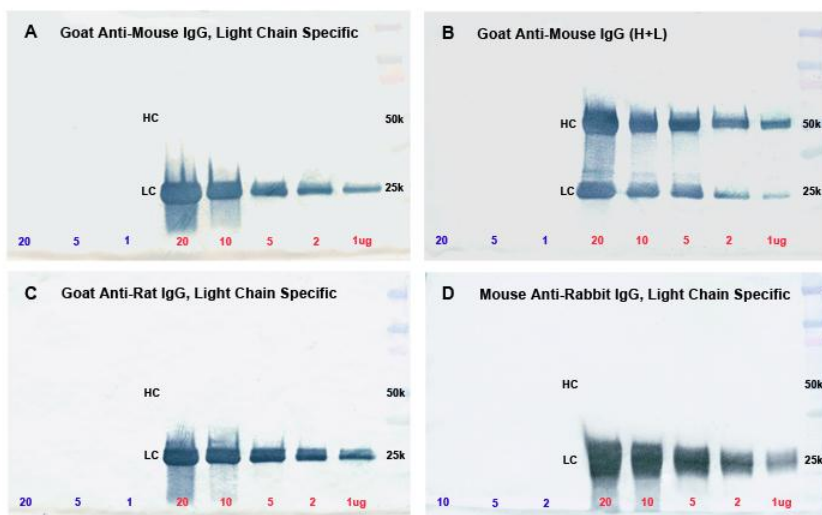 A Goat Anti-Mouse IgG, Light Chain Specific
HC 50k
LC 25k
20 5 1 20 10 5 2 1ug
B Goat Anti-Mouse IgG (H+L)
HC 50k
LC 25k
20 5 1 20 10 5 2 1ug
C Goat Anti-Rat IgG, Light Chain Specific
HC 50k
LC 25k
20 5 1 20 10 5 2 1ug
D Mouse Anti-Rabbit IgG, Light Chain Specific
HC 50k
LC 25k
10 5 2 20 10 5 2 1ug